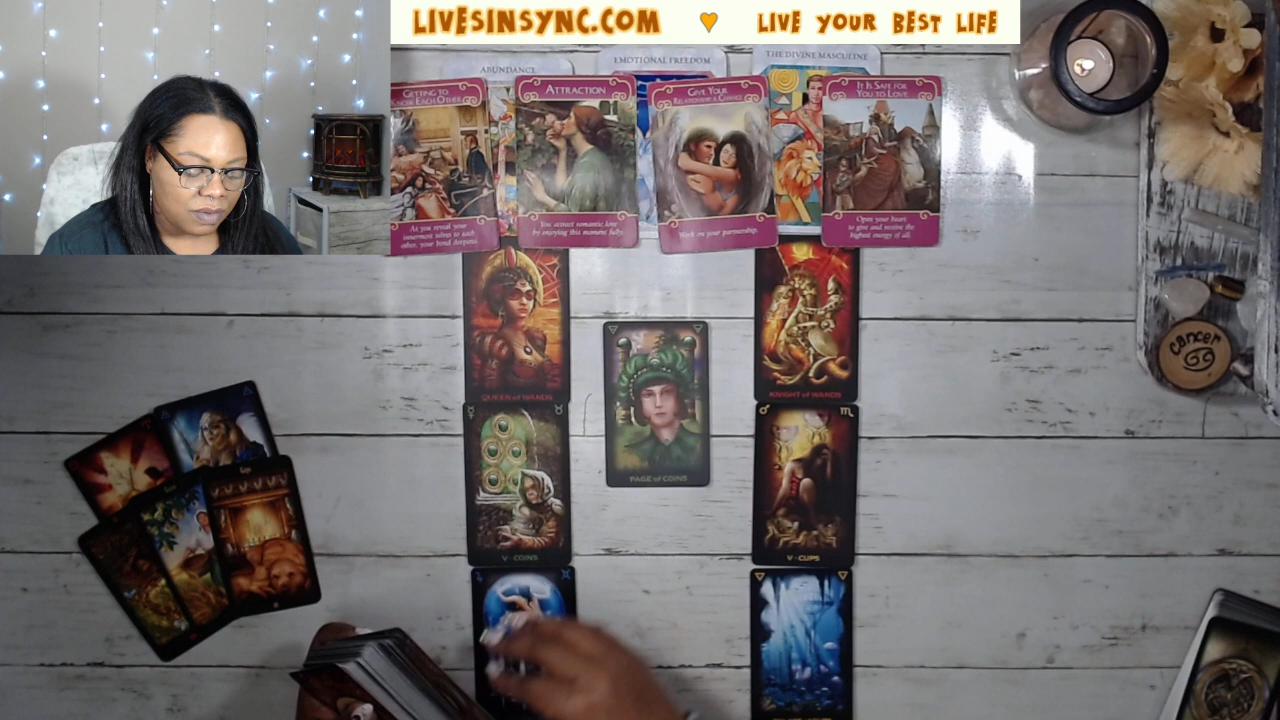 LIVESINSYNC.COM LIVE YOUR BEST LIFE
ABUNDANCE
EMOTIONAL FREEDOM
THE DIVINE MASCULINE
GETTING TO
KNOW EACH OTHER
As you reveal your
innermost selves to each
other, your bond deepens.
ATTRACTION
You attract romantic love
by enjoying this moment fully.
GIVE YOUR
RELATIONSHIP A CHANCE
Work on your partnership.
IT IS SAFE FOR
YOU TO LOVE
Open your heart
to give and receive the
highest energy of all.
QUEEN of WANDS
KNIGHT of WANDS
PAGE of COINS
V - COINS
V - CUPS
cancer